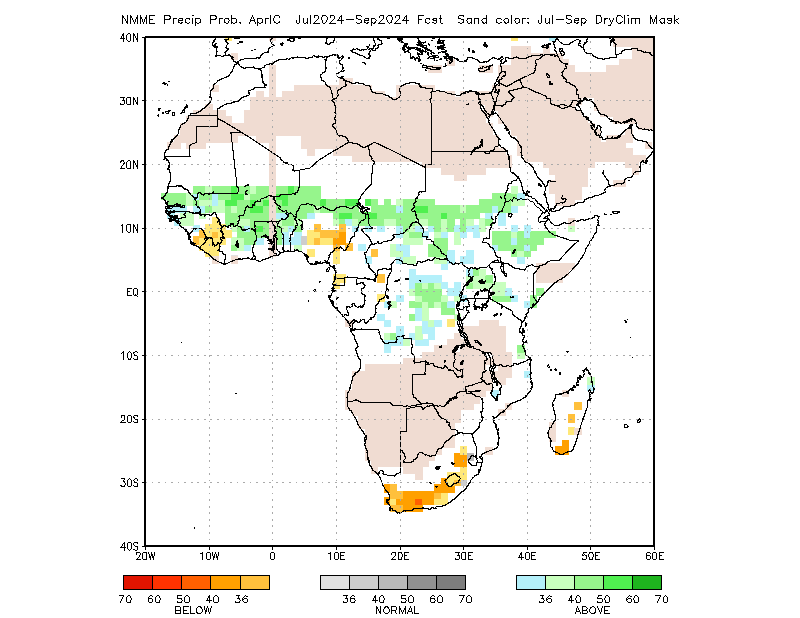 NMME Precip Prob. AprIC Jul2024-Sep2024 Fcst Sand color: Jul-Sep DryClim Mask
40N
30N
20N
10N
EQ
10S
20S
30S
40S
20W 10W 0 10E 20E 30E 40E 50E 60E
70 60 50 40 36 36 40 50 60 70 36 40 50 60 70
BELOW NORMAL ABOVE